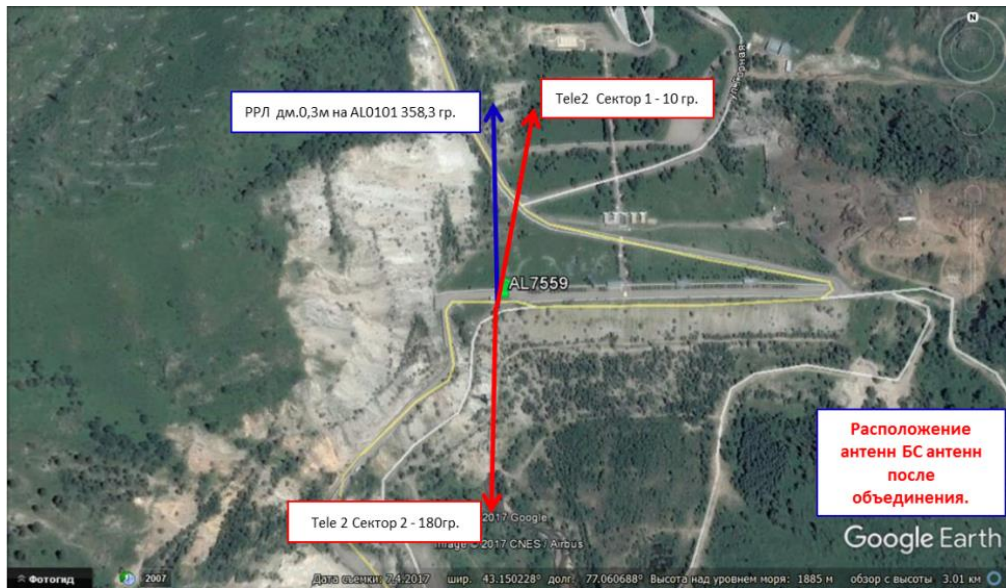 N
Горная
РРЛ дм.0,3м на AL0101 358,3 гр.
Tele2 Сектор 1 - 10 гр.
AL7559
Расположение
антенн БС антенн
после
объединения.
Tele 2 Сектор 2 - 180гр.
2017 Google
Image © 2017 CNES / Airbus
Google Earth
Фотогид
2007
Дата съемки: 7.4.2017 шир. 43.150228° долг. 77.060688° Высота над уровнем моря: 1885 м обзор с высоты 3.01 км